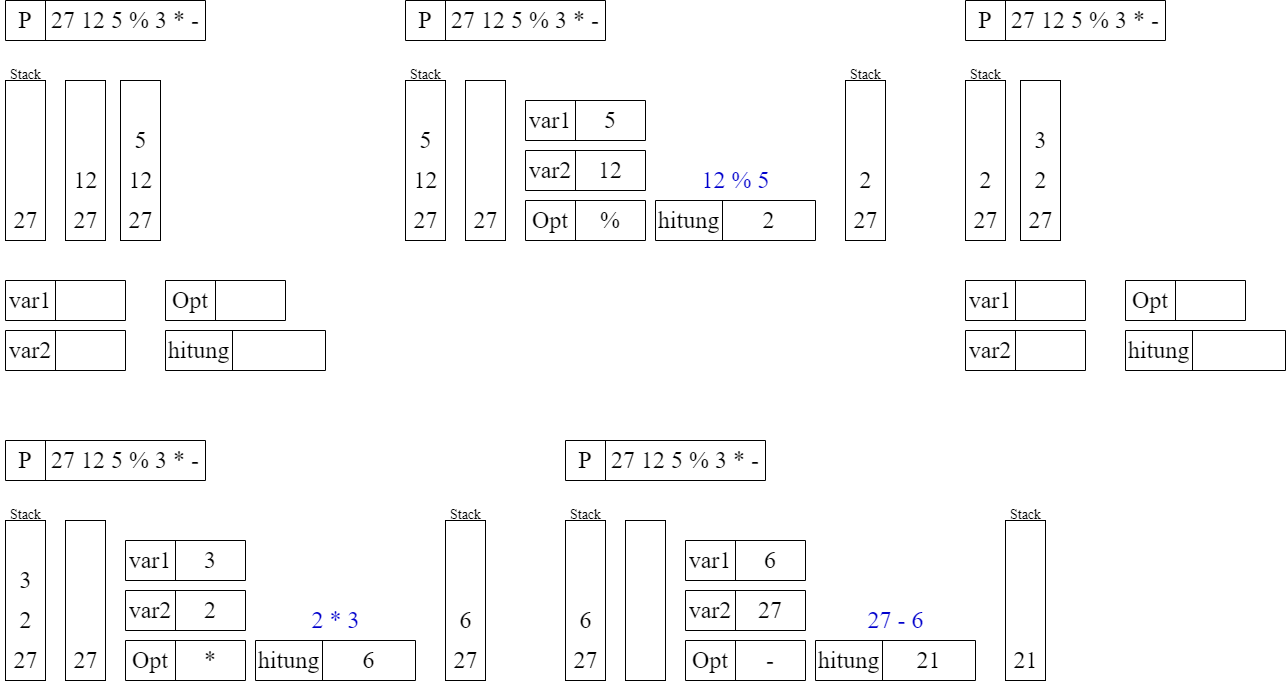 P 27 12 5 % 3 * -
Stack
5
12 12
27 27 27
var1 Opt
var2 hitung
P 27 12 5 % 3 * -
Stack Stack
var1 5
5
12 var2 12 12 % 5 2
27 27 Opt % hitung 2 27
P 27 12 5 % 3 * -
Stack
3
2 2
27 27
var1 Opt
var2 hitung
P 27 12 5 % 3 * -
Stack Stack
var1 3
3
2 var2 2 2 * 3 6
27 27 Opt * hitung 6 27
P 27 12 5 % 3 * -
Stack Stack
var1 6
6 var2 27 27 - 6
27 Opt - hitung 21 21